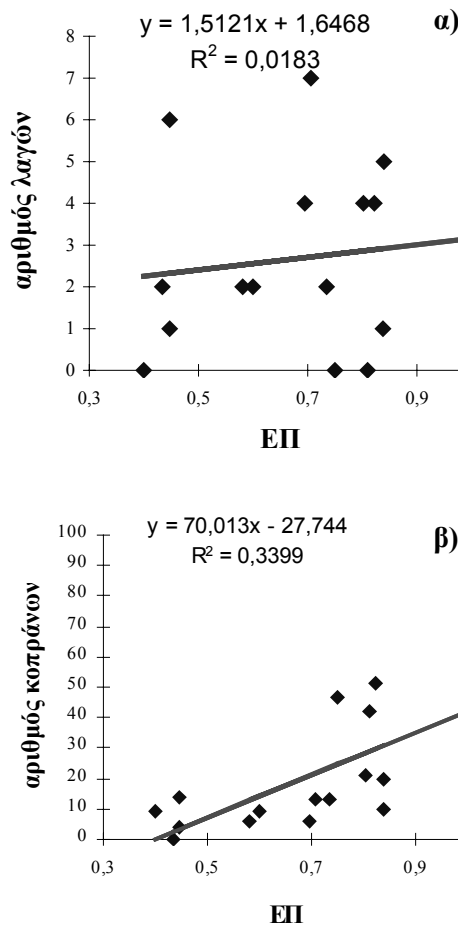 y = 1,5121x + 1,6468
R² = 0,0183
α)
8
7
6
5
4
3
2
1
0
0,3 0,5 0,7 0,9
αριθμός λαγών
ΕΠ
y = 70,013x - 27,744
R² = 0,3399
β)
100
90
80
70
60
50
40
30
20
10
0
0,3 0,5 0,7 0,9
αριθμός κοπράνων
ΕΠ